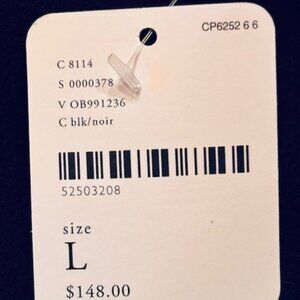 CP6252 6 6
C 8114
S 0000378
V OB991236
C blk/noir
52503208
size
L
$148.00